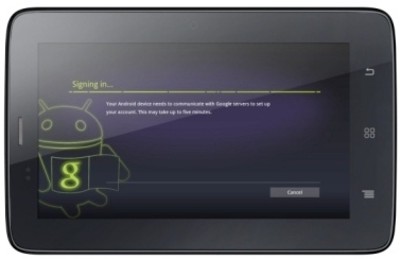 Signing in...
Your Android device needs to communicate with Google servers to set up
your account. This may take up to five minutes.
g
Cancel